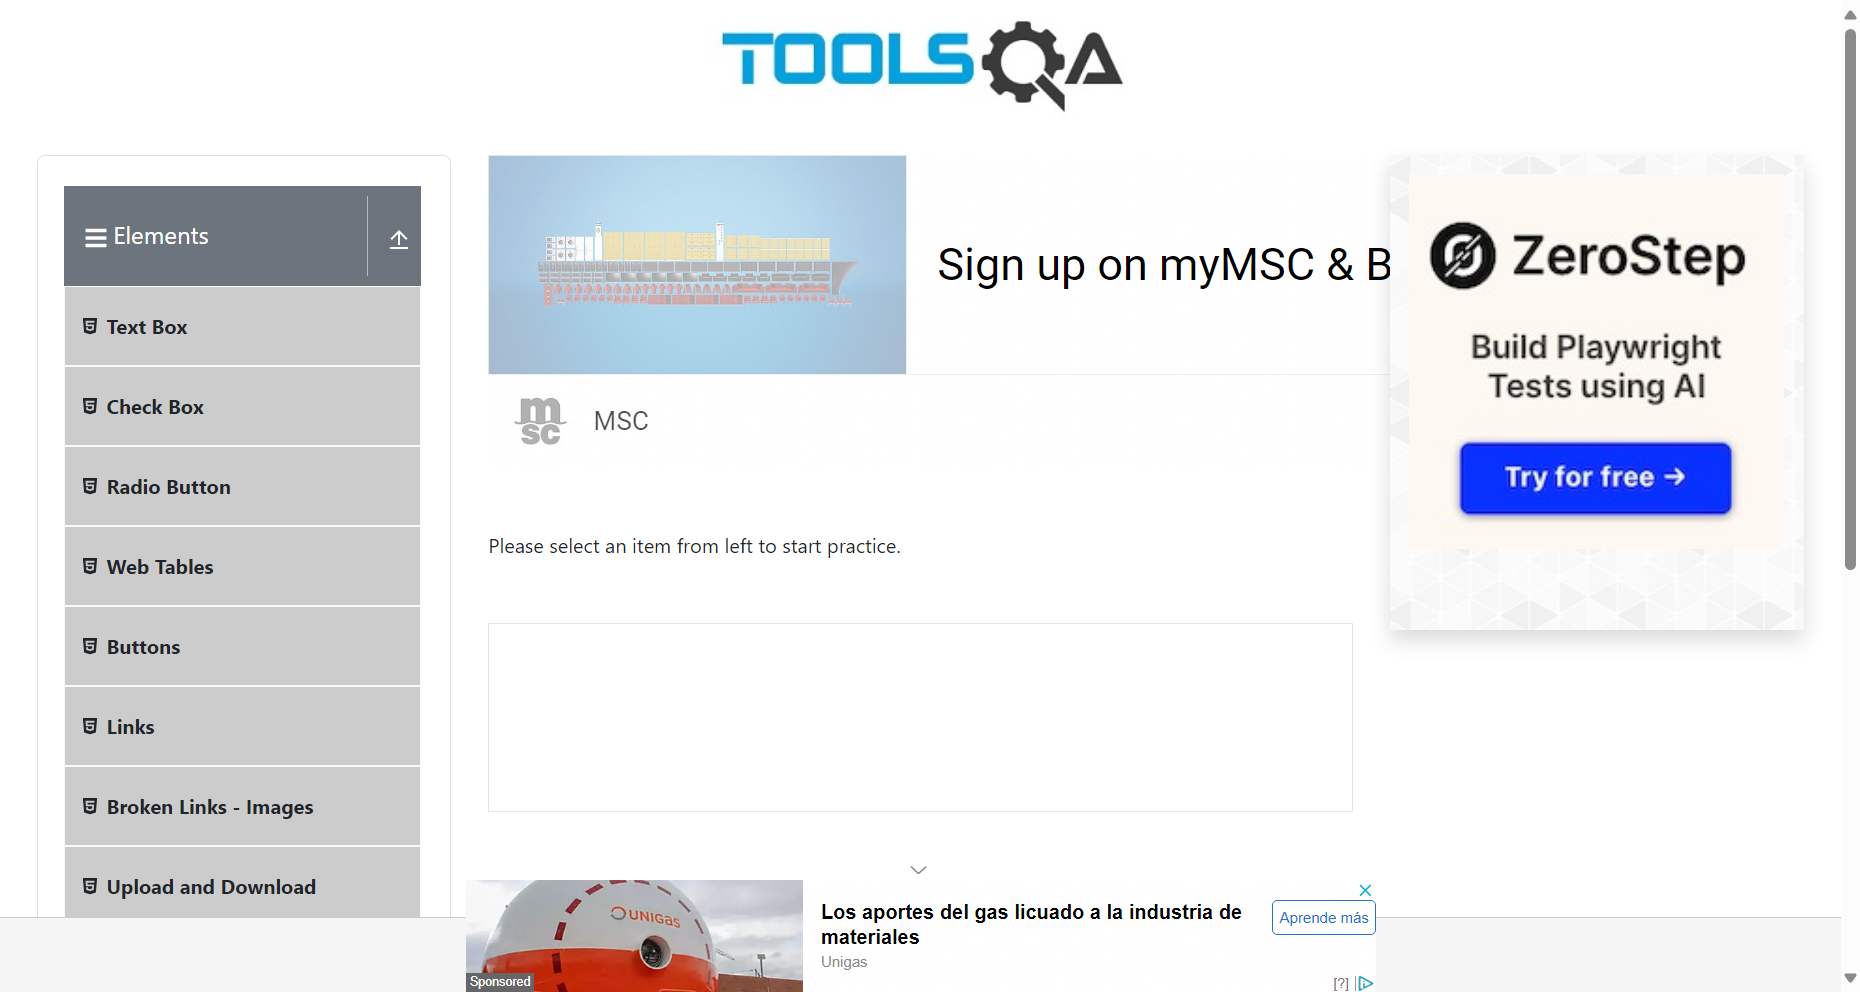 TOOLSQA
Elements
Text Box
Check Box
Radio Button
Web Tables
Buttons
Links
Broken Links - Images
Upload and Download
Sign up on myMSC & B
msc
MSC
Please select an item from left to start practice.
ZeroStep
Build Playwright
Tests using AI
Try for free →
UNIGAS
Sponsored
Los aportes del gas licuado a la industria de
materiales
Unigas
Aprende más
[?]